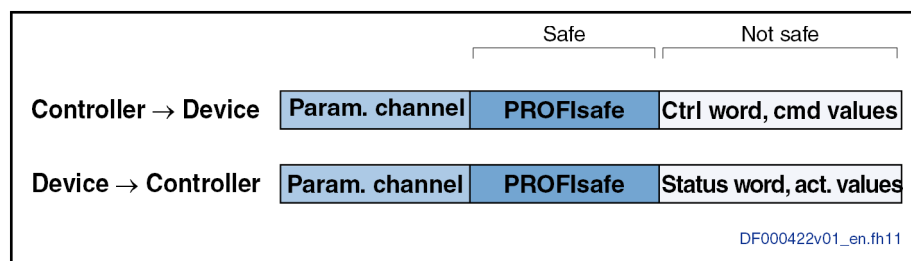 Safe Not safe
Controller → Device Param. channel PROFIsafe Ctrl word, cmd values
Device → Controller Param. channel PROFIsafe Status word, act. values
DF000422v01_en.fh11